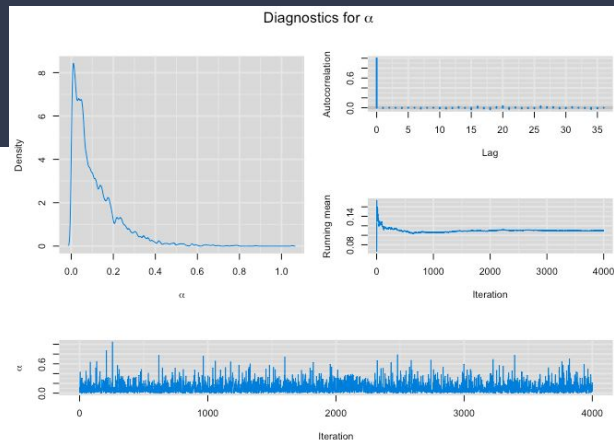 Diagnostics for α
Density
0 2 4 6 8
0.0 0.2 0.4 0.6 0.8 1.0
α
Autocorrelation
0.0 0.6
0 5 10 15 20 25 30 35
Lag
Running mean
0.08 0.14
0 1000 2000 3000 4000
Iteration
α
0.0 0.6
0 1000 2000 3000 4000
Iteration